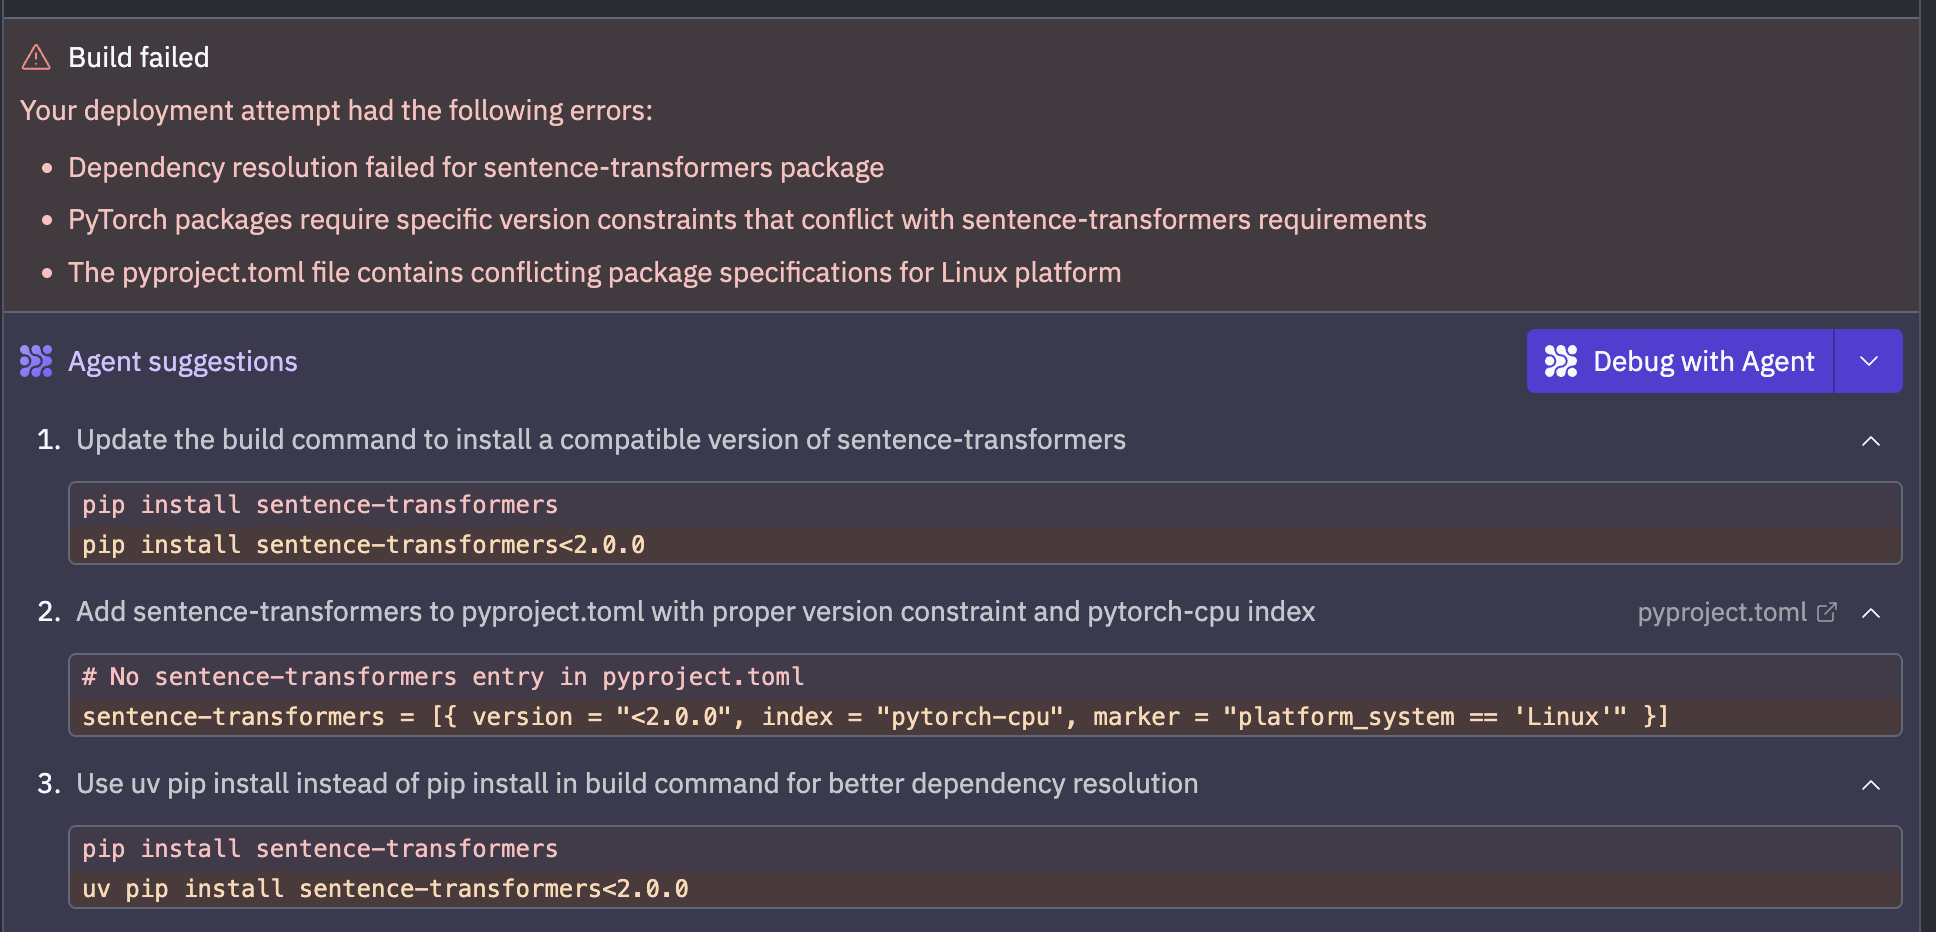 Build failed
Your deployment attempt had the following errors:
• Dependency resolution failed for sentence-transformers package
• PyTorch packages require specific version constraints that conflict with sentence-transformers requirements
• The pyproject.toml file contains conflicting package specifications for Linux platform
Agent suggestions
Debug with Agent
1. Update the build command to install a compatible version of sentence-transformers
pip install sentence-transformers
pip install sentence-transformers<2.0.0
2. Add sentence-transformers to pyproject.toml with proper version constraint and pytorch-cpu index
pyproject.toml
# No sentence-transformers entry in pyproject.toml
sentence-transformers = [{ version = "<2.0.0", index = "pytorch-cpu", marker = "platform_system == 'Linux'" }]
3. Use uv pip install instead of pip install in build command for better dependency resolution
pip install sentence-transformers
uv pip install sentence-transformers<2.0.0